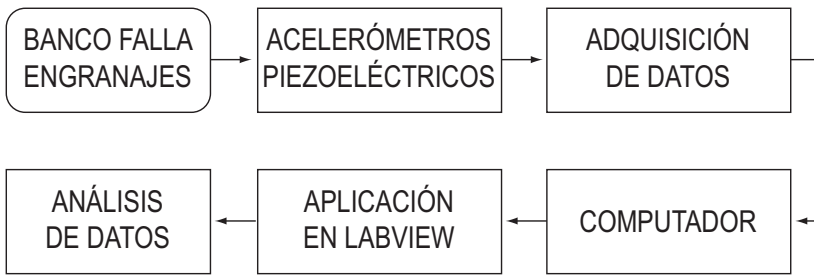 BANCO FALLA
ENGRANAJES
ACELERÓMETROS
PIEZOELÉCTRICOS
ADQUISICIÓN
DE DATOS
ANÁLISIS
DE DATOS
APLICACIÓN
EN LABVIEW
COMPUTADOR